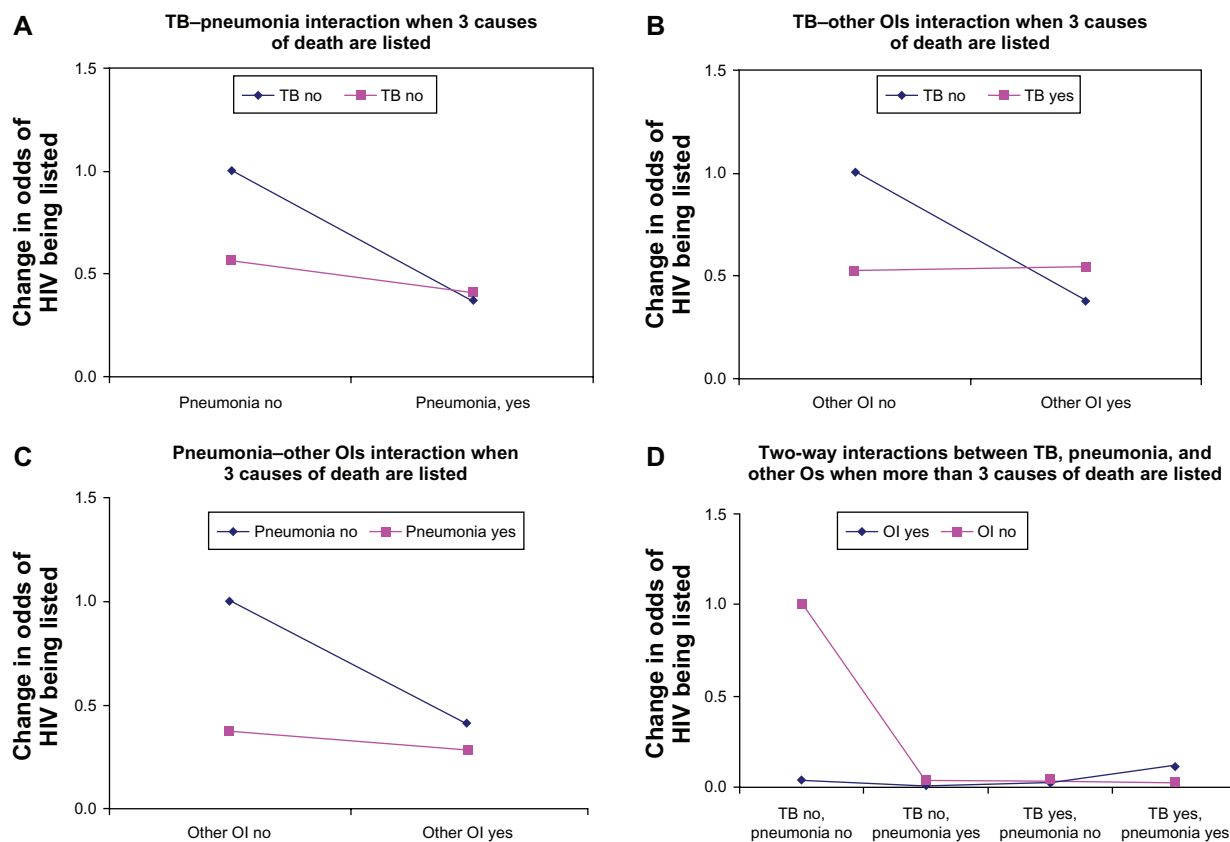 A
TB–pneumonia interaction when 3 causes
of death are listed
Change in odds of
HIV being listed
1.5
1.0
0.5
0.0
TB no
TB no
Pneumonia no
Pneumonia, yes
B
TB–other OIs interaction when 3 causes
of death are listed
Change in odds of
HIV being listed
1.5
1.0
0.5
0.0
TB no
TB yes
Other OI no
Other OI yes
C
Pneumonia–other OIs interaction when
3 causes of death are listed
Change in odds of
HIV being listed
1.5
1.0
0.5
0.0
Pneumonia no
Pneumonia yes
Other OI no
Other OI yes
D
Two-way interactions between TB, pneumonia, and
other Os when more than 3 causes of death are listed
Change in odds of
HIV being listed
1.5
1.0
0.5
0.0
OI yes
OI no
TB no,
pneumonia no
TB no,
pneumonia yes
TB yes,
pneumonia no
TB yes,
pneumonia yes